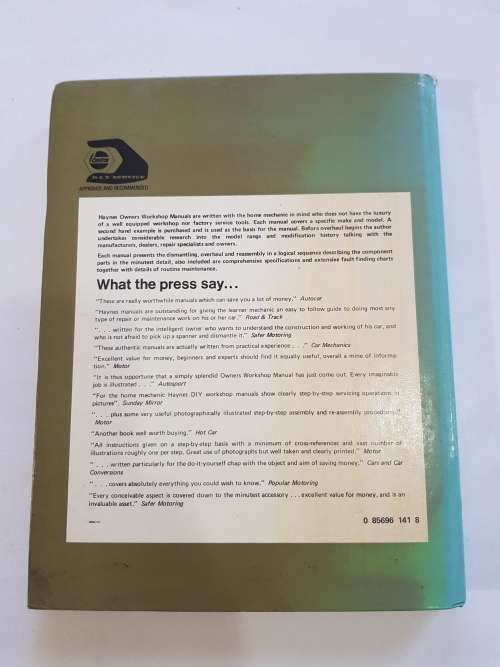 Castrol
D.I.Y SERVICE
APPROVED AND RECOMMENDED
Haynes Owners Workshop Manuals are written with the home mechanic in mind who does not have the luxury
of a well equipped workshop nor factory service tools. Each manual covers a specific make and model. A
second hand example is purchased and is used as the basis for the manual. Before overhaul begins the author
undertakes considerable research into the model range and modification history talking with the
manufacturers, dealers, repair specialists and owners.
Each manual presents the dismantling, overhaul and reassembly in a logical sequence describing the component
parts in the minutest detail, also included are comprehensive specifications and extensive fault finding charts
together with details of routine maintenance.
What the press say...
"These are really worthwhile manuals which can save you a lot of money." Autocar
"Haynes manuals are outstanding for giving the learner mechanic an easy to follow guide to doing most any
type of repair or maintenance work on his or her car." Road & Track
". . . written for the intelligent owner who wants to understand the construction and working of his car, and
who is not afraid to pick up a spanner and dismantle it." Safer Motoring
"These authentic manuals are actually written from practical experience . . ." Car Mechanics
"Excellent value for money, beginners and experts should find it equally useful, overall a mine of informa-
tion." Motor
"It is thus opportune that a simply splendid Owners Workshop Manual has just come out. Every imaginable
job is illustrated . . ." Autosport
"For the home mechanic Haynes DIY workshop manuals show clearly step-by-step servicing operations in
pictures". Sunday Mirror
". . . plus some very useful photographically illustrated step-by-step assembly and re-assembly procedures."
Motor
"Another book well worth buying." Hot Car
"All instructions given on a step-by-step basis with a minimum of cross-references and vast number of
illustrations roughly one per step. Great use of photographs but well taken and clearly printed." Motor
". . . written particularly for the do-it-yourself chap with the object and aim of saving money." Cars and Car
Conversions
". . . covers absolutely everything you could wish to know." Popular Motoring
"Every conceivable aspect is covered down to the minutest accessory . . . excellent value for money, and is an
invaluable asset." Safer Motoring
0 85696 141 8